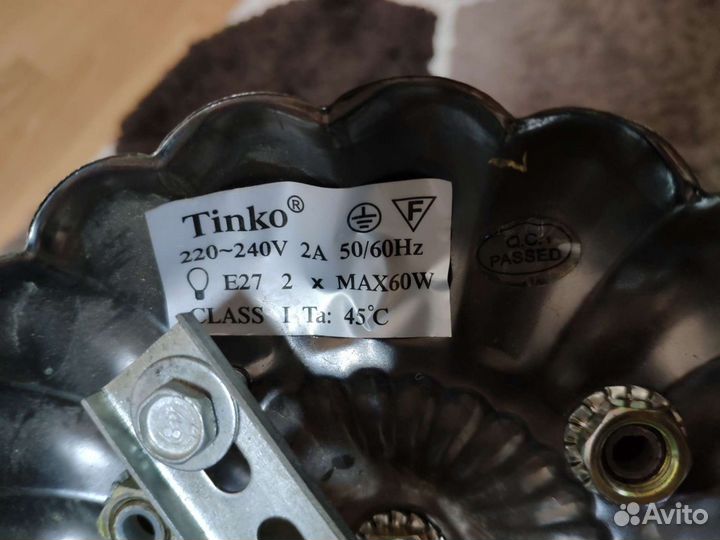 Tinko®
F
220~240V 2A 50/60Hz
E27 2 x MAX60W
CLASS I Ta: 45°C
Q.C.
PASSED
Avito